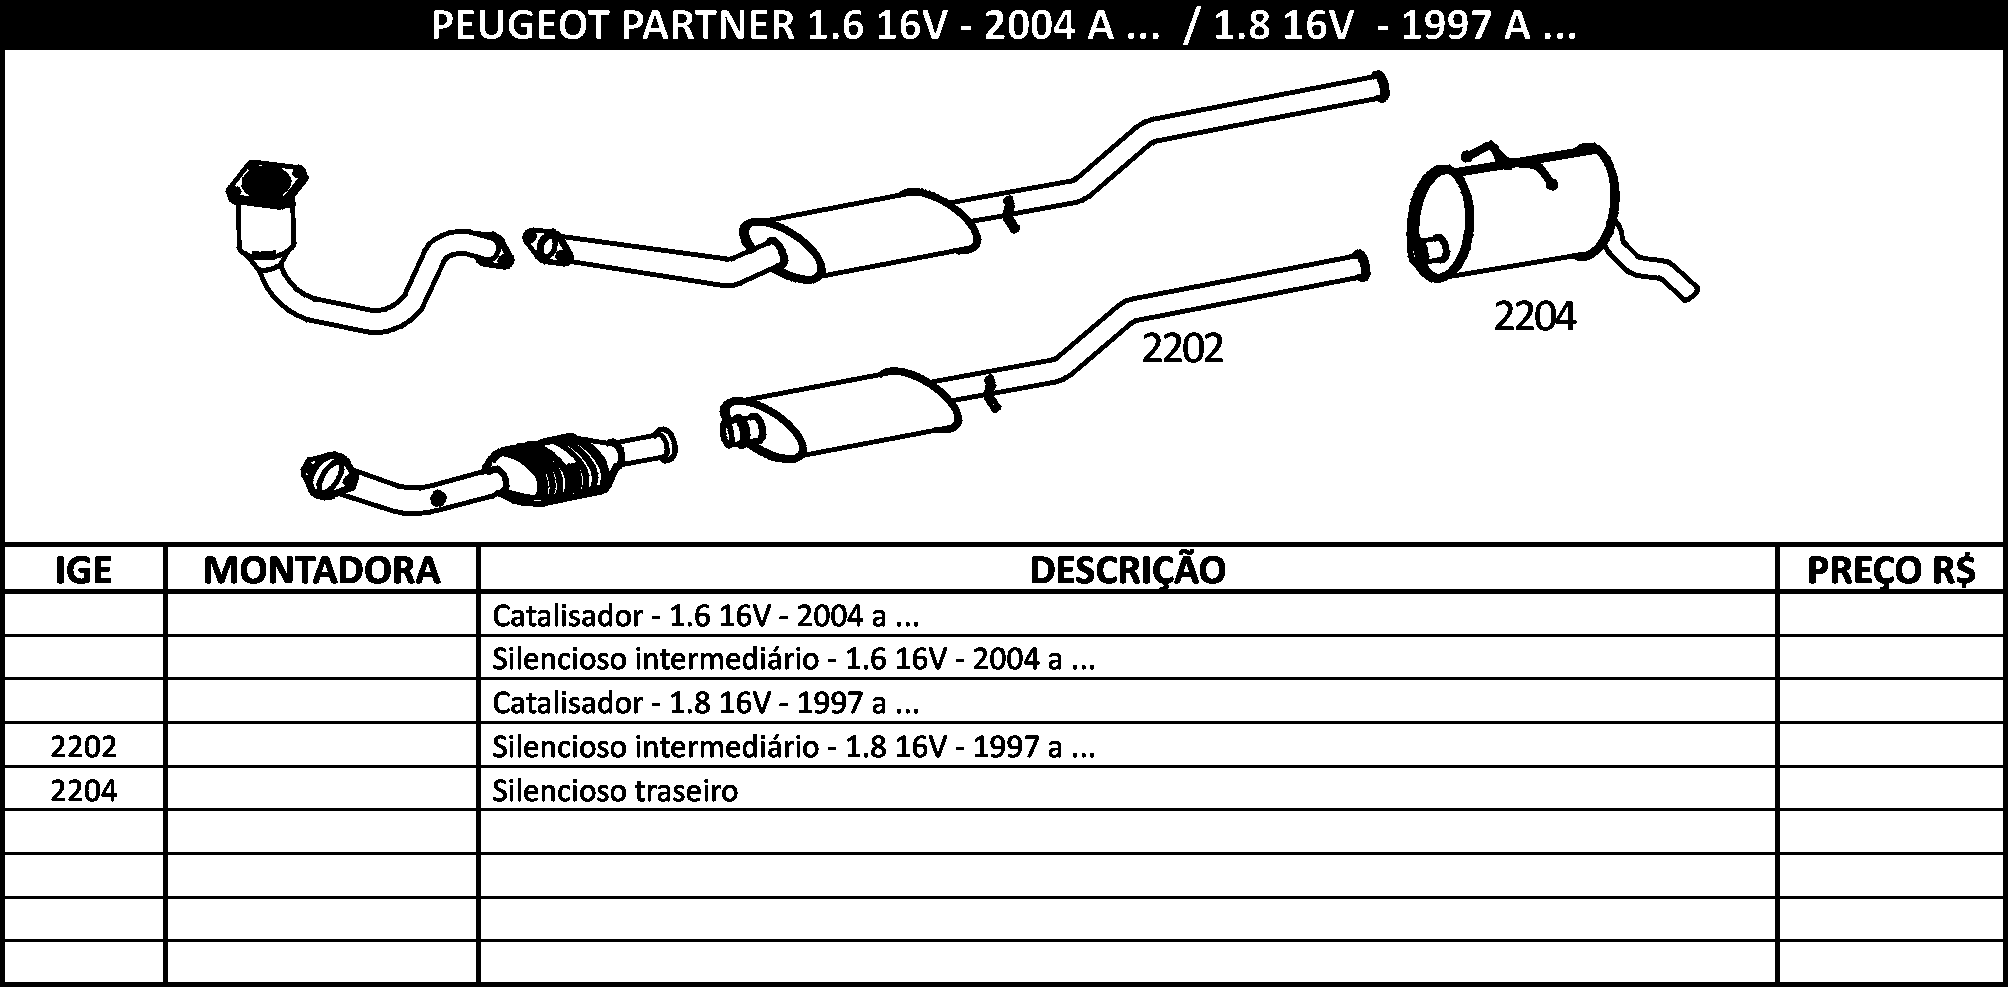 PEUGEOT PARTNER 1.6 16V - 2004 A ... / 1.8 16V - 1997 A ...
2204
2202
IGE MONTADORA DESCRIÇÃO PREÇO R$
Catalisador - 1.6 16V - 2004 a ...
Silencioso intermediário - 1.6 16V - 2004 a ...
Catalisador - 1.8 16V - 1997 a ...
2202 Silencioso intermediário - 1.8 16V - 1997 a ...
2204 Silencioso traseiro